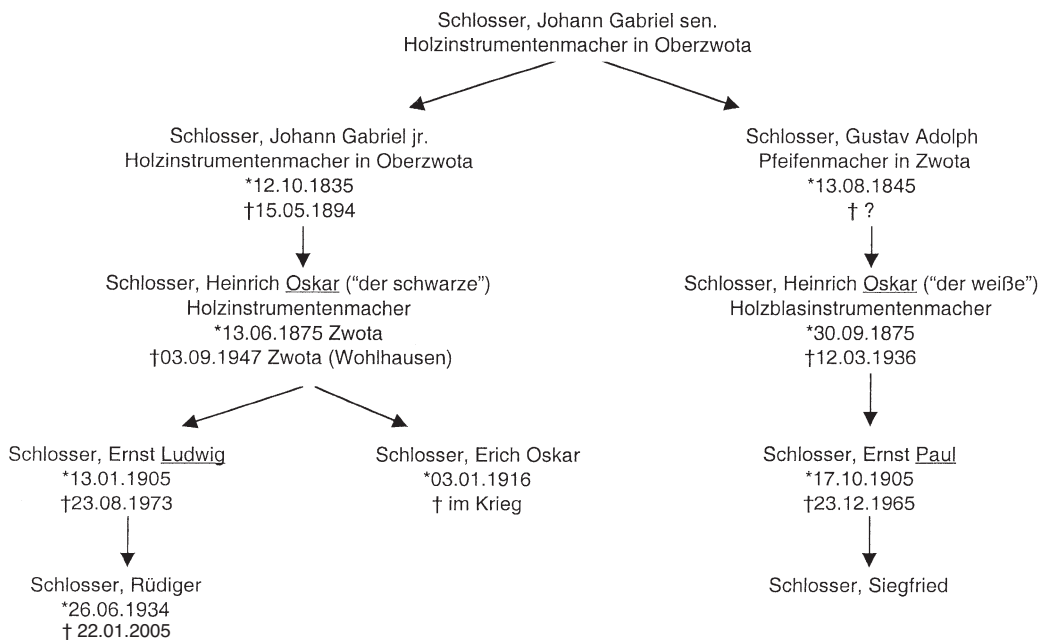 Schlosser, Johann Gabriel sen.
Holzinstrumentenmacher in Oberzwota
Schlosser, Johann Gabriel jr.
Holzinstrumentenmacher in Oberzwota
*12.10.1835
†15.05.1894
Schlosser, Gustav Adolph
Pfeifenmacher in Zwota
*13.08.1845
† ?
Schlosser, Heinrich Oskar (“der schwarze”)
Holzinstrumentenmacher
*13.06.1875 Zwota
†03.09.1947 Zwota (Wohlhausen)
Schlosser, Heinrich Oskar (“der weiße”)
Holzblasinstrumentenmacher
*30.09.1875
†12.03.1936
Schlosser, Ernst Ludwig
*13.01.1905
†23.08.1973
Schlosser, Erich Oskar
*03.01.1916
† im Krieg
Schlosser, Ernst Paul
*17.10.1905
†23.12.1965
Schlosser, Rüdiger
*26.06.1934
† 22.01.2005
Schlosser, Siegfried